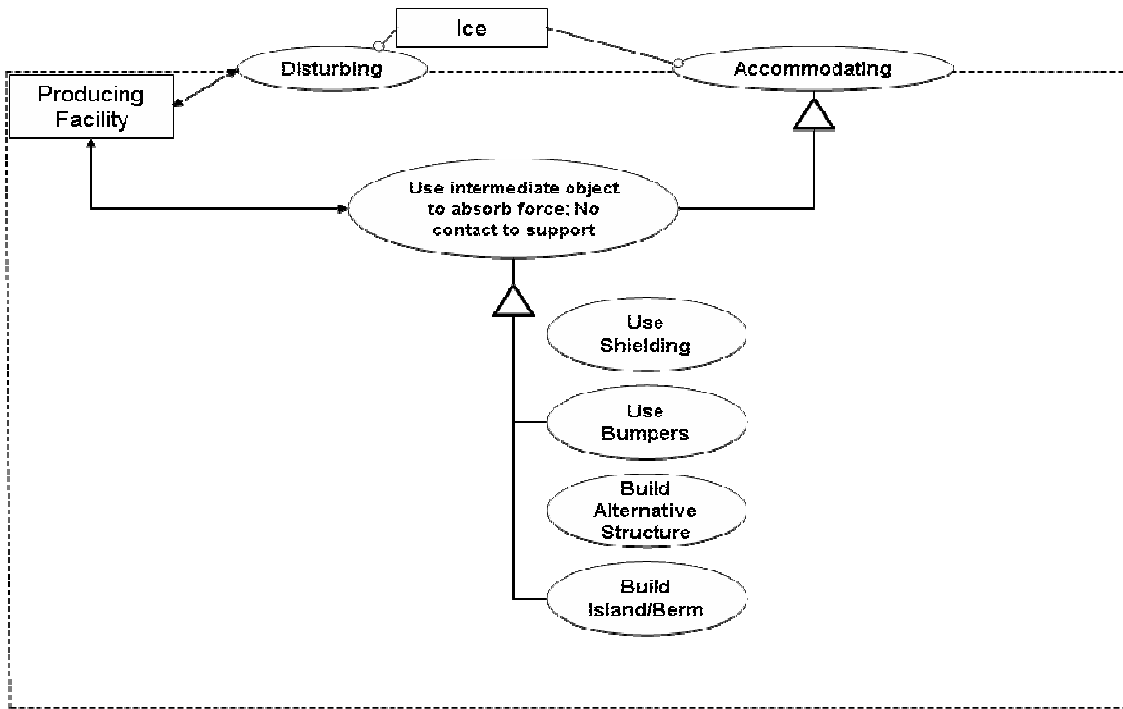 Ice
Disturbing
Accommodating
Producing
Facility
Use intermediate object
to absorb force; No
contact to support
Use
Shielding
Use
Bumpers
Build
Alternative
Structure
Build
Island/Berm